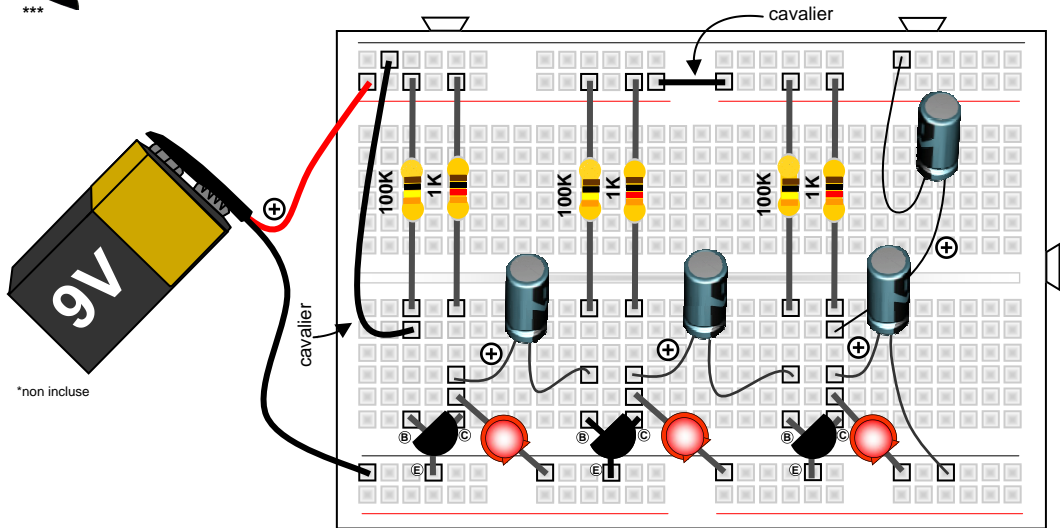 ***
cavalier
100K
1K
100K
1K
100K
1K
+
9V
*non incluse
cavalier
+
+
+
+
B
C
E
B
C
E
B
C
E